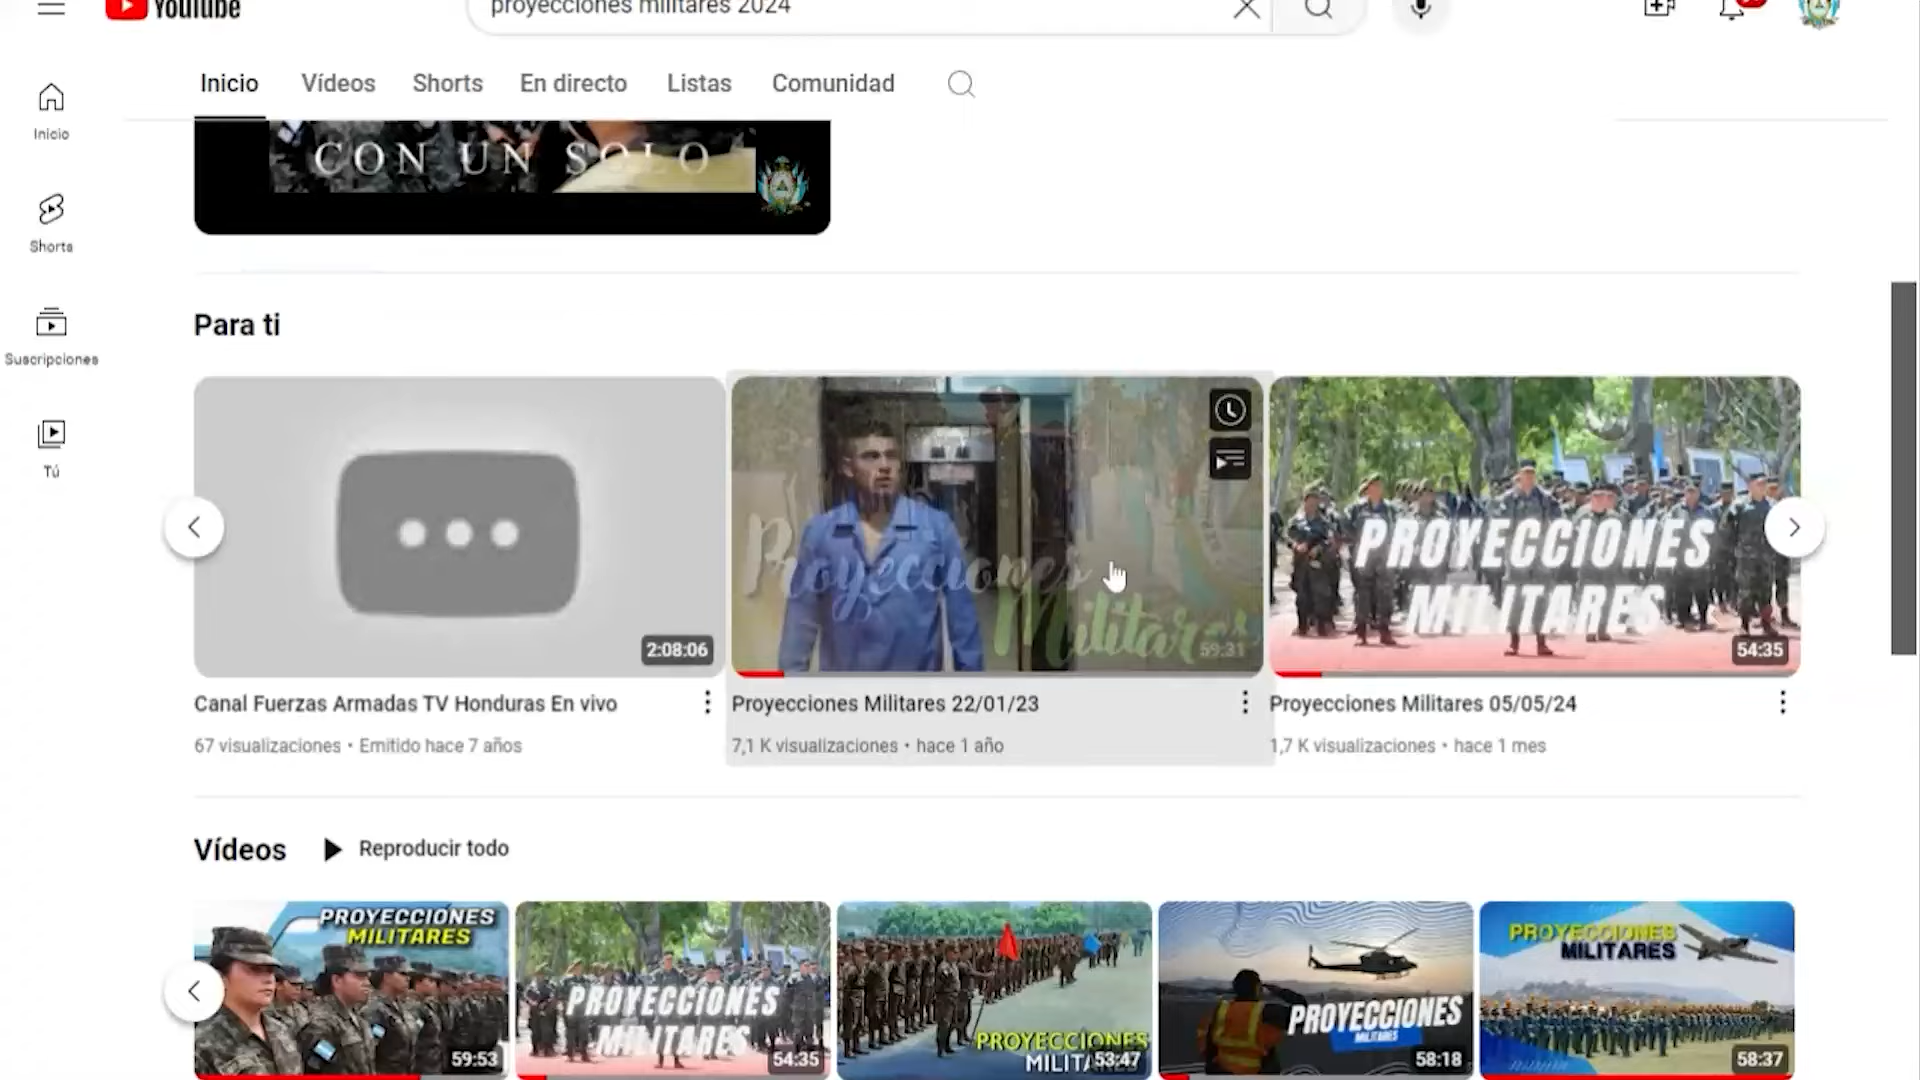 YouTube
proyecciones militares 2024
Inicio Vídeos Shorts En directo Listas Comunidad
Inicio
Shorts
Suscripciones
Tú
CON UN SOLO
Para ti
Proyecciones
Militares
59:31
PROYECCIONES
MILITARES
2:08:06
54:35
Canal Fuerzas Armadas TV Honduras En vivo
67 visualizaciones • Emitido hace 7 años
Proyecciones Militares 22/01/23
7,1 K visualizaciones • hace 1 año
Proyecciones Militares 05/05/24
1,7 K visualizaciones • hace 1 mes
Vídeos Reproducir todo
PROYECCIONES
MILITARES
59:53
PROYECCIONES
MILITARES
54:35
PROYECCIONES
53:47
PROYECCIONES
MILITARES
58:18
PROYECCIONES
MILITARES
58:37